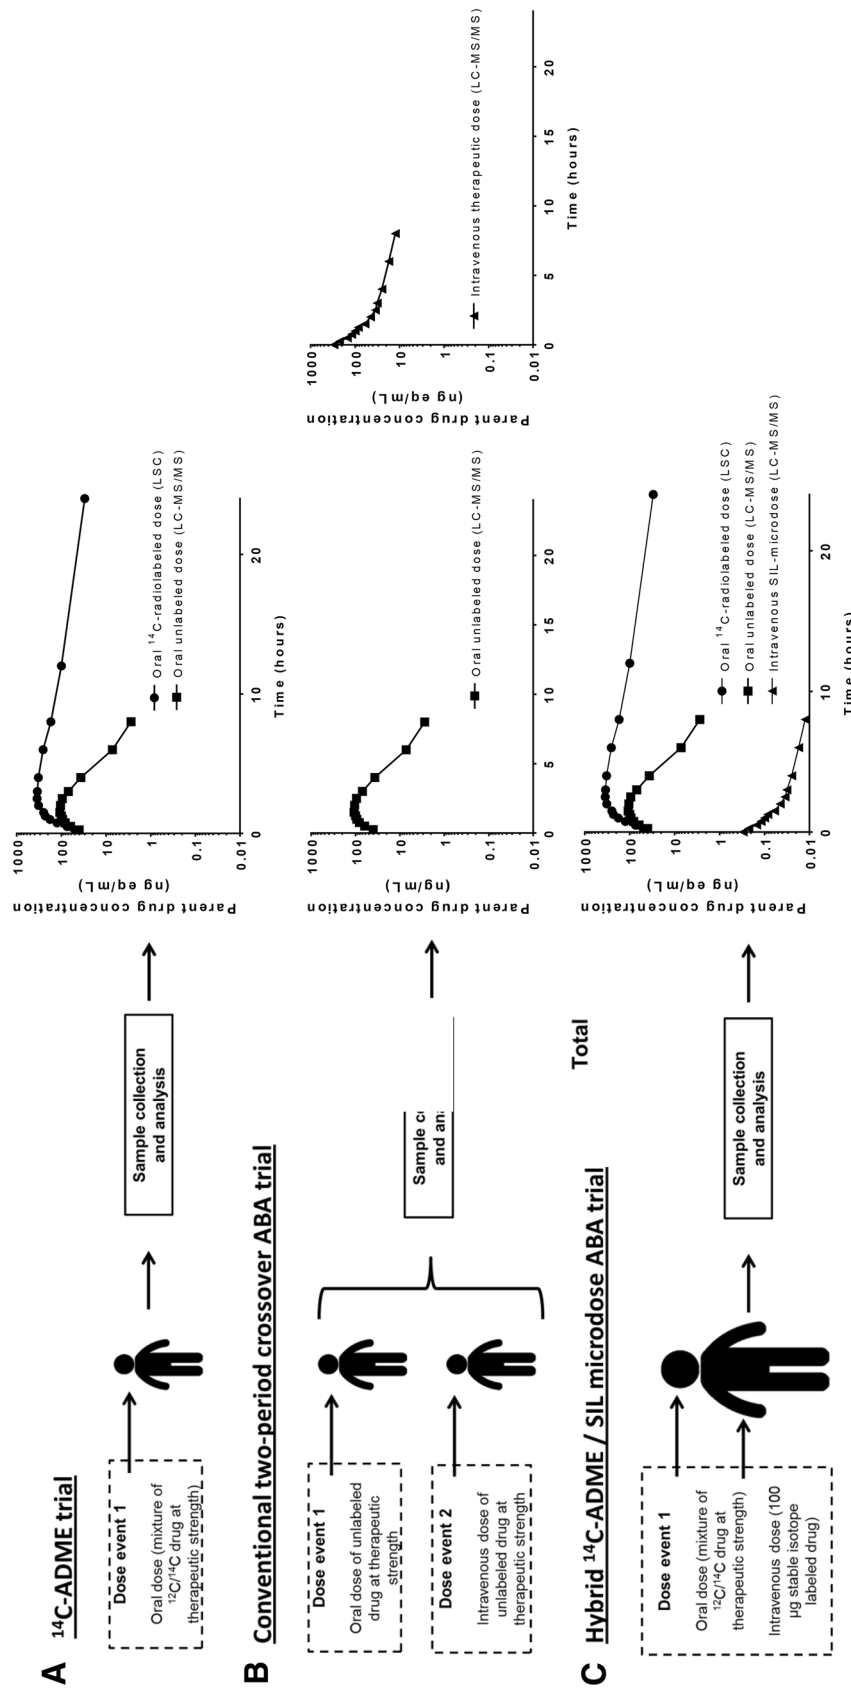 A
14C-ADME trial
Dose event 1
Oral dose (mixture of
12C/14C drug at
therapeutic strength)
Sample collection
and analysis
Parent drug concentration
(ng eq/mL)
1000
100
10
1
0.1
0.01
0
10
20
Time (hours)
Oral 14C-radiolabeled dose (LSC)
Oral unlabeled dose (LC-MS/MS)
B
Conventional two-period crossover ABA trial
Dose event 1
Oral dose of unlabeled
drug at therapeutic
strength
Dose event 2
Intravenous dose of
unlabeled drug at
therapeutic strength
Sample
and
Parent drug concentration
(ng/mL)
1000
100
10
1
0.1
0.01
0
5
10
15
20
Oral unlabeled dose (LC-MS/MS)
Parent drug concentration
(ng eq/mL)
1000
100
10
1
0.1
0.01
0
5
10
15
20
Time (hours)
Intravenous therapeutic dose (LC-MS/MS)
C
Hybrid 14C-ADME / SIL microdose ABA trial
Total
Dose event 1
Oral dose (mixture of
12C/14C drug at
therapeutic strength)
Intravenous dose (100
µg stable isotope
labeled drug)
Sample collection
and analysis
Parent drug concentration
(ng eq/mL)
1000
100
10
1
0.1
0.01
0
10
20
Time (hours)
Oral 14C-radiolabeled dose (LSC)
Oral unlabeled dose (LC-MS/MS)
Intravenous SIL-microdose (LC-MS/MS)